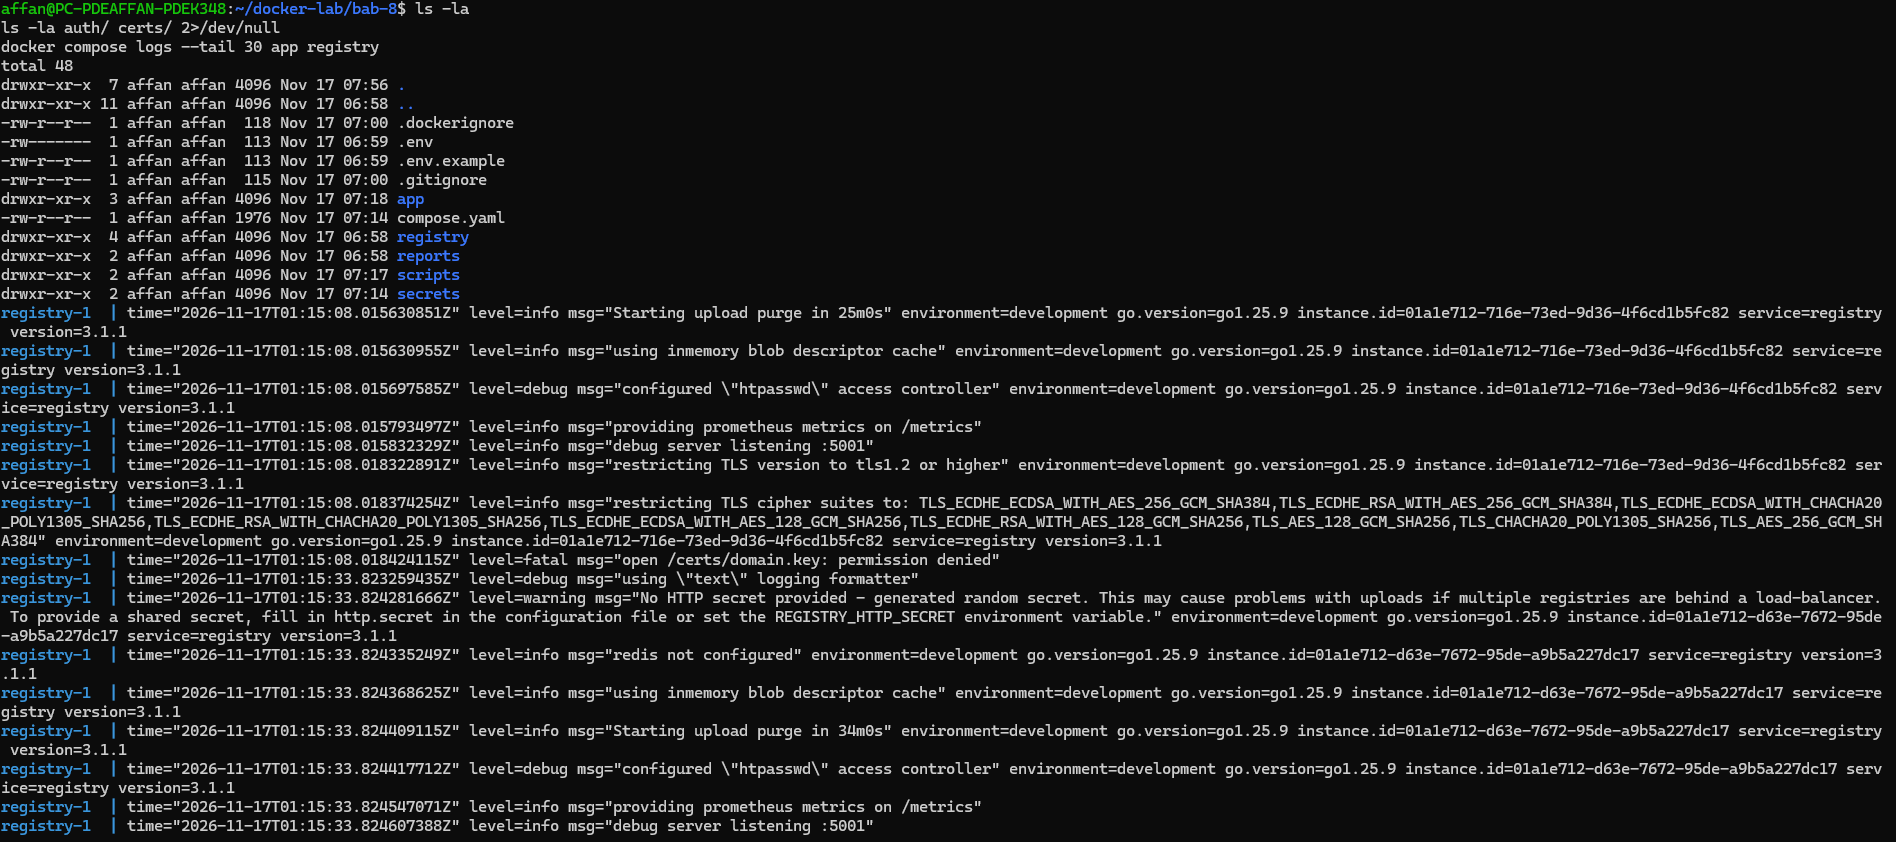 affan@PC-PDEAFFAN-PDEK348:~/docker-lab/bab-8$ ls -la
ls -la auth/ certs/ 2>/dev/null
docker compose logs --tail 30 app registry
total 48
drwxr-xr-x  7 affan affan 4096 Nov 17 07:56 .
drwxr-xr-x 11 affan affan 4096 Nov 17 06:58 ..
-rw-r--r--  1 affan affan  118 Nov 17 07:00 .dockerignore
-rw-------  1 affan affan  113 Nov 17 06:59 .env
-rw-r--r--  1 affan affan  113 Nov 17 06:59 .env.example
-rw-r--r--  1 affan affan  115 Nov 17 07:00 .gitignore
drwxr-xr-x  3 affan affan 4096 Nov 17 07:18 app
-rw-r--r--  1 affan affan 1976 Nov 17 07:14 compose.yaml
drwxr-xr-x  4 affan affan 4096 Nov 17 06:58 registry
drwxr-xr-x  2 affan affan 4096 Nov 17 06:58 reports
drwxr-xr-x  2 affan affan 4096 Nov 17 07:17 scripts
drwxr-xr-x  2 affan affan 4096 Nov 17 07:14 secrets
registry-1  | time="2026-11-17T01:15:08.015630851Z" level=info msg="Starting upload purge in 25m0s" environment=development go.version=go1.25.9 instance.id=01a1e712-716e-73ed-9d36-4f6cd1b5fc82 service=registry
 version=3.1.1
registry-1  | time="2026-11-17T01:15:08.015630955Z" level=info msg="using inmemory blob descriptor cache" environment=development go.version=go1.25.9 instance.id=01a1e712-716e-73ed-9d36-4f6cd1b5fc82 service=re
gistry version=3.1.1
registry-1  | time="2026-11-17T01:15:08.015697585Z" level=debug msg="configured \"htpasswd\" access controller" environment=development go.version=go1.25.9 instance.id=01a1e712-716e-73ed-9d36-4f6cd1b5fc82 serv
ice=registry version=3.1.1
registry-1  | time="2026-11-17T01:15:08.015793497Z" level=info msg="providing prometheus metrics on /metrics"
registry-1  | time="2026-11-17T01:15:08.015832329Z" level=info msg="debug server listening :5001"
registry-1  | time="2026-11-17T01:15:08.018322891Z" level=info msg="restricting TLS version to tls1.2 or higher" environment=development go.version=go1.25.9 instance.id=01a1e712-716e-73ed-9d36-4f6cd1b5fc82 ser
vice=registry version=3.1.1
registry-1  | time="2026-11-17T01:15:08.018374254Z" level=info msg="restricting TLS cipher suites to: TLS_ECDHE_ECDSA_WITH_AES_256_GCM_SHA384,TLS_ECDHE_RSA_WITH_AES_256_GCM_SHA384,TLS_ECDHE_ECDSA_WITH_CHACHA20
_POLY1305_SHA256,TLS_ECDHE_RSA_WITH_CHACHA20_POLY1305_SHA256,TLS_ECDHE_ECDSA_WITH_AES_128_GCM_SHA256,TLS_ECDHE_RSA_WITH_AES_128_GCM_SHA256,TLS_AES_128_GCM_SHA256,TLS_CHACHA20_POLY1305_SHA256,TLS_AES_256_GCM_SH
A384" environment=development go.version=go1.25.9 instance.id=01a1e712-716e-73ed-9d36-4f6cd1b5fc82 service=registry version=3.1.1
registry-1  | time="2026-11-17T01:15:08.018424115Z" level=fatal msg="open /certs/domain.key: permission denied"
registry-1  | time="2026-11-17T01:15:33.823259435Z" level=debug msg="using \"text\" logging formatter"
registry-1  | time="2026-11-17T01:15:33.824281666Z" level=warning msg="No HTTP secret provided - generated random secret. This may cause problems with uploads if multiple registries are behind a load-balancer.
 To provide a shared secret, fill in http.secret in the configuration file or set the REGISTRY_HTTP_SECRET environment variable." environment=development go.version=go1.25.9 instance.id=01a1e712-d63e-7672-95de
-a9b5a227dc17 service=registry version=3.1.1
registry-1  | time="2026-11-17T01:15:33.824335249Z" level=info msg="redis not configured" environment=development go.version=go1.25.9 instance.id=01a1e712-d63e-7672-95de-a9b5a227dc17 service=registry version=3
.1.1
registry-1  | time="2026-11-17T01:15:33.824368625Z" level=info msg="using inmemory blob descriptor cache" environment=development go.version=go1.25.9 instance.id=01a1e712-d63e-7672-95de-a9b5a227dc17 service=re
gistry version=3.1.1
registry-1  | time="2026-11-17T01:15:33.824409115Z" level=info msg="Starting upload purge in 34m0s" environment=development go.version=go1.25.9 instance.id=01a1e712-d63e-7672-95de-a9b5a227dc17 service=registry
 version=3.1.1
registry-1  | time="2026-11-17T01:15:33.824417712Z" level=debug msg="configured \"htpasswd\" access controller" environment=development go.version=go1.25.9 instance.id=01a1e712-d63e-7672-95de-a9b5a227dc17 serv
ice=registry version=3.1.1
registry-1  | time="2026-11-17T01:15:33.824547071Z" level=info msg="providing prometheus metrics on /metrics"
registry-1  | time="2026-11-17T01:15:33.824607388Z" level=info msg="debug server listening :5001"